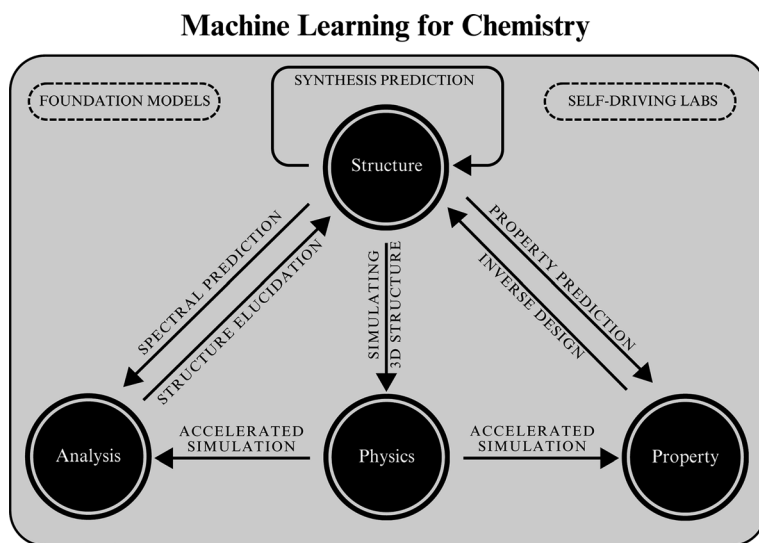 Machine Learning for Chemistry
FOUNDATION MODELS
SYNTHESIS PREDICTION
SELF-DRIVING LABS
Structure
SPECTRAL PREDICTION
STRUCTURE ELUCIDATION
SIMULATING
3D STRUCTURE
PROPERTY PREDICTION
INVERSE DESIGN
Analysis
ACCELERATED
SIMULATION
Physics
ACCELERATED
SIMULATION
Property